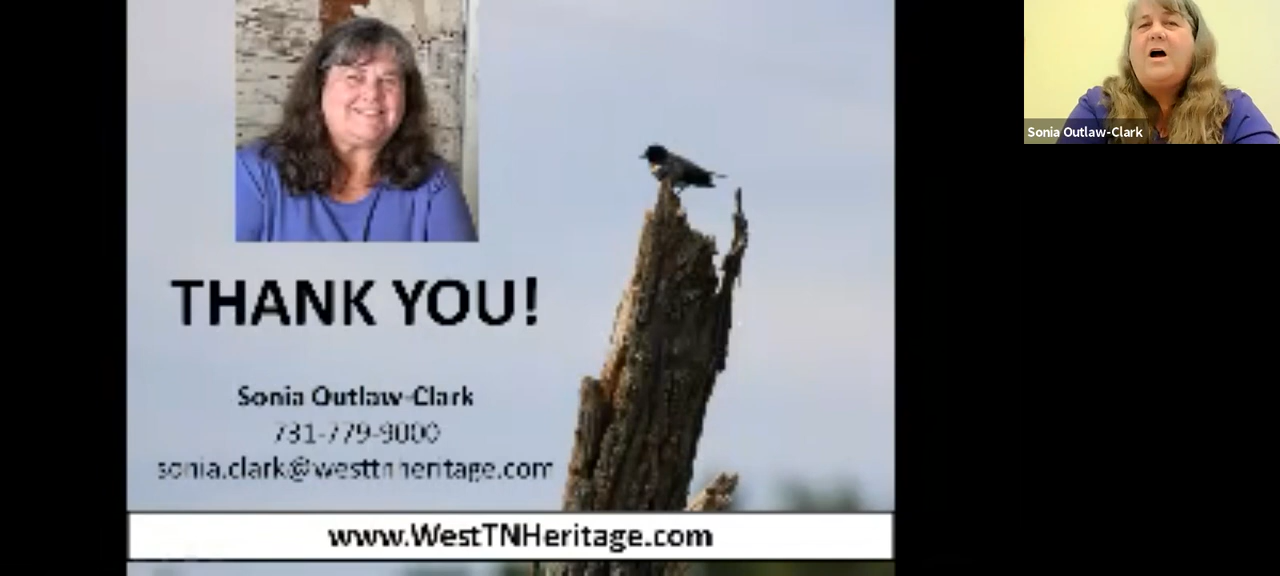 Sonia Outlaw-Clark
THANK YOU!
Sonia Outlaw-Clark
731-779-9000
sonia.clark@westtnheritage.com
www.WestTNHeritage.com